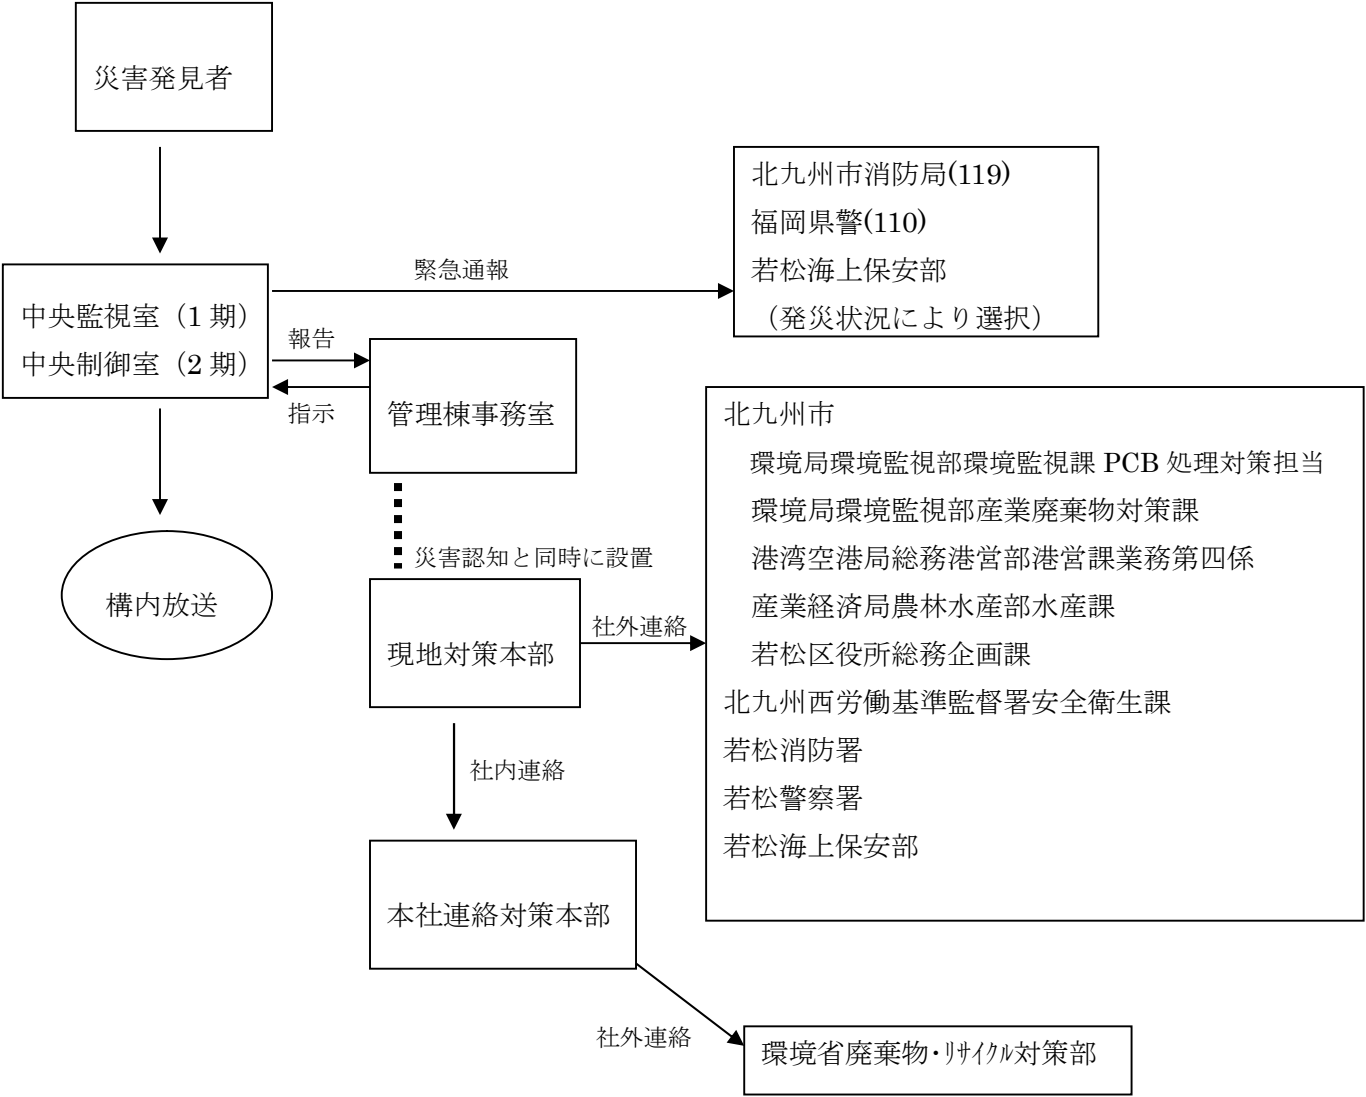 災害発見者
北九州市消防局(119)
福岡県警(110)
若松海上保安部
（発災状況により選択）
緊急通報
中央監視室（1 期）
中央制御室（2 期）
報告
指示
管理棟事務室
災害認知と同時に設置
構内放送
現地対策本部
社外連絡
北九州市
環境局環境監視部環境監視課 PCB 処理対策担当
環境局環境監視部産業廃棄物対策課
港湾空港局総務港営部港営課業務第四係
産業経済局農林水産部水産課
若松区役所総務企画課
北九州西労働基準監督署安全衛生課
若松消防署
若松警察署
若松海上保安部
社内連絡
本社連絡対策本部
社外連絡
環境省廃棄物･ﾘｻｲｸﾙ対策部